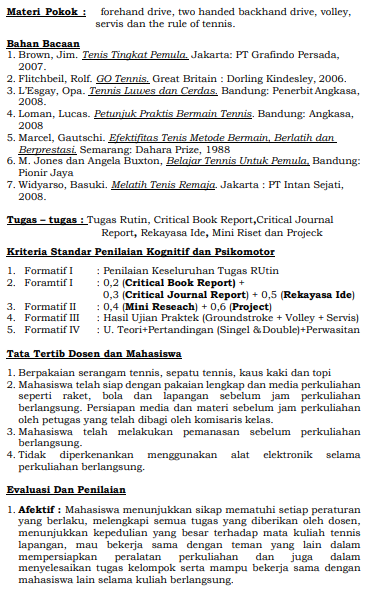 Materi Pokok : forehand drive, two handed backhand drive, volley,
servis dan the rule of tennis.
Bahan Bacaan
1. Brown, Jim. Tenis Tingkat Pemula. Jakarta: PT Grafindo Persada,
2007.
2. Flitchbeil, Rolf. GO Tennis. Great Britain : Dorling Kindesley, 2006.
3. L'Esgay, Opa. Tennis Luwes dan Cerdas. Bandung: Penerbit Angkasa,
2008.
4. Loman, Lucas. Petunjuk Praktis Bermain Tennis. Bandung: Angkasa,
2008
5. Marcel, Gautschi. Efektifitas Tenis Metode Bermain, Berlatih dan
Berprestasi. Semarang: Dahara Prize, 1988
6. M. Jones dan Angela Buxton, Belajar Tennis Untuk Pemula, Bandung:
Pionir Jaya
7. Widyarso, Basuki. Melatih Tenis Remaja. Jakarta : PT Intan Sejati,
2008.
Tugas – tugas : Tugas Rutin, Critical Book Report,Critical Journal
Report, Rekayasa Ide, Mini Riset dan Projeck
Kriteria Standar Penilaian Kognitif dan Psikomotor
1. Formatif I : Penilaian Keseluruhan Tugas RUtin
2. Foramtif I : 0,2 (Critical Book Report) +
0,3 (Critical Journal Report) + 0,5 (Rekayasa Ide)
3. Formatif II : 0,4 (Mini Reseach) + 0,6 (Project)
4. Formatif III : Hasil Ujian Praktek (Groundstroke + Volley + Servis)
5. Formatif IV : U. Teori+Pertandingan (Singel &Double)+Perwasitan
Tata Tertib Dosen dan Mahasiswa
1. Berpakaian serangam tennis, sepatu tennis, kaus kaki dan topi
2. Mahasiswa telah siap dengan pakaian lengkap dan media perkuliahan
seperti raket, bola dan lapangan sebelum jam perkuliahan
berlangsung. Persiapan media dan materi sebelum jam perkuliahan
oleh petugas yang telah dibagi oleh komisaris kelas.
3. Mahasiswa telah melakukan pemanasan sebelum perkuliahan
berlangsung.
4. Tidak diperkenankan menggunakan alat elektronik selama
perkuliahan berlangsung.
Evaluasi Dan Penilaian
1. Afektif : Mahasiswa menunjukkan sikap mematuhi setiap peraturan
yang berlaku, melengkapi semua tugas yang diberikan oleh dosen,
menunjukkan kepedulian yang besar terhadap mata kuliah tennis
lapangan, mau bekerja sama dengan teman yang lain dalam
mempersiapkan peralatan perkuliahan dan juga dalam
menyelesaikan tugas kelompok serta mampu bekerja sama dengan
mahasiswa lain selama kuliah berlangsung.